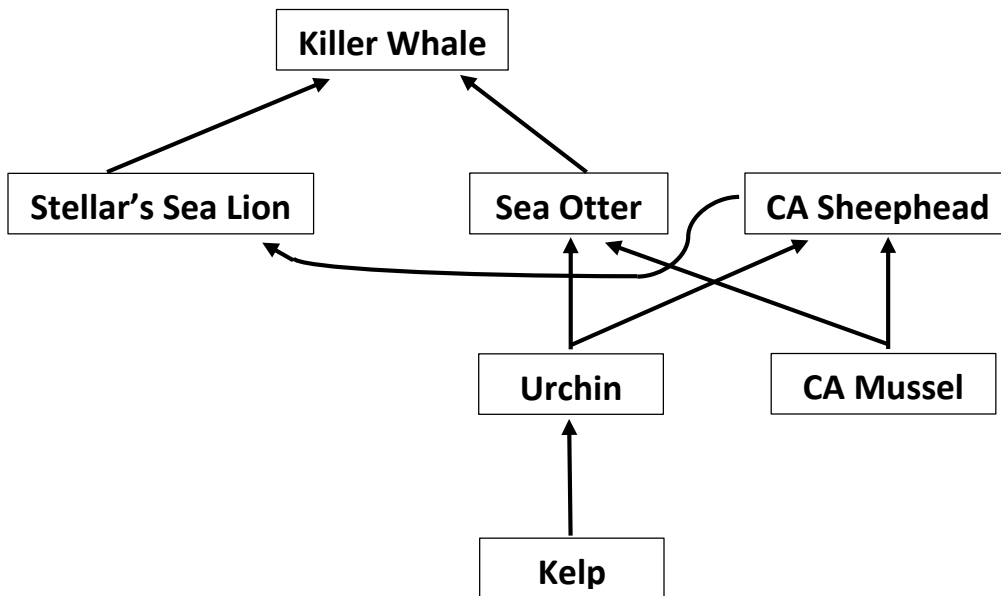 Killer Whale
Stellar’s Sea Lion
Sea Otter
CA Sheephead
Urchin
CA Mussel
Kelp